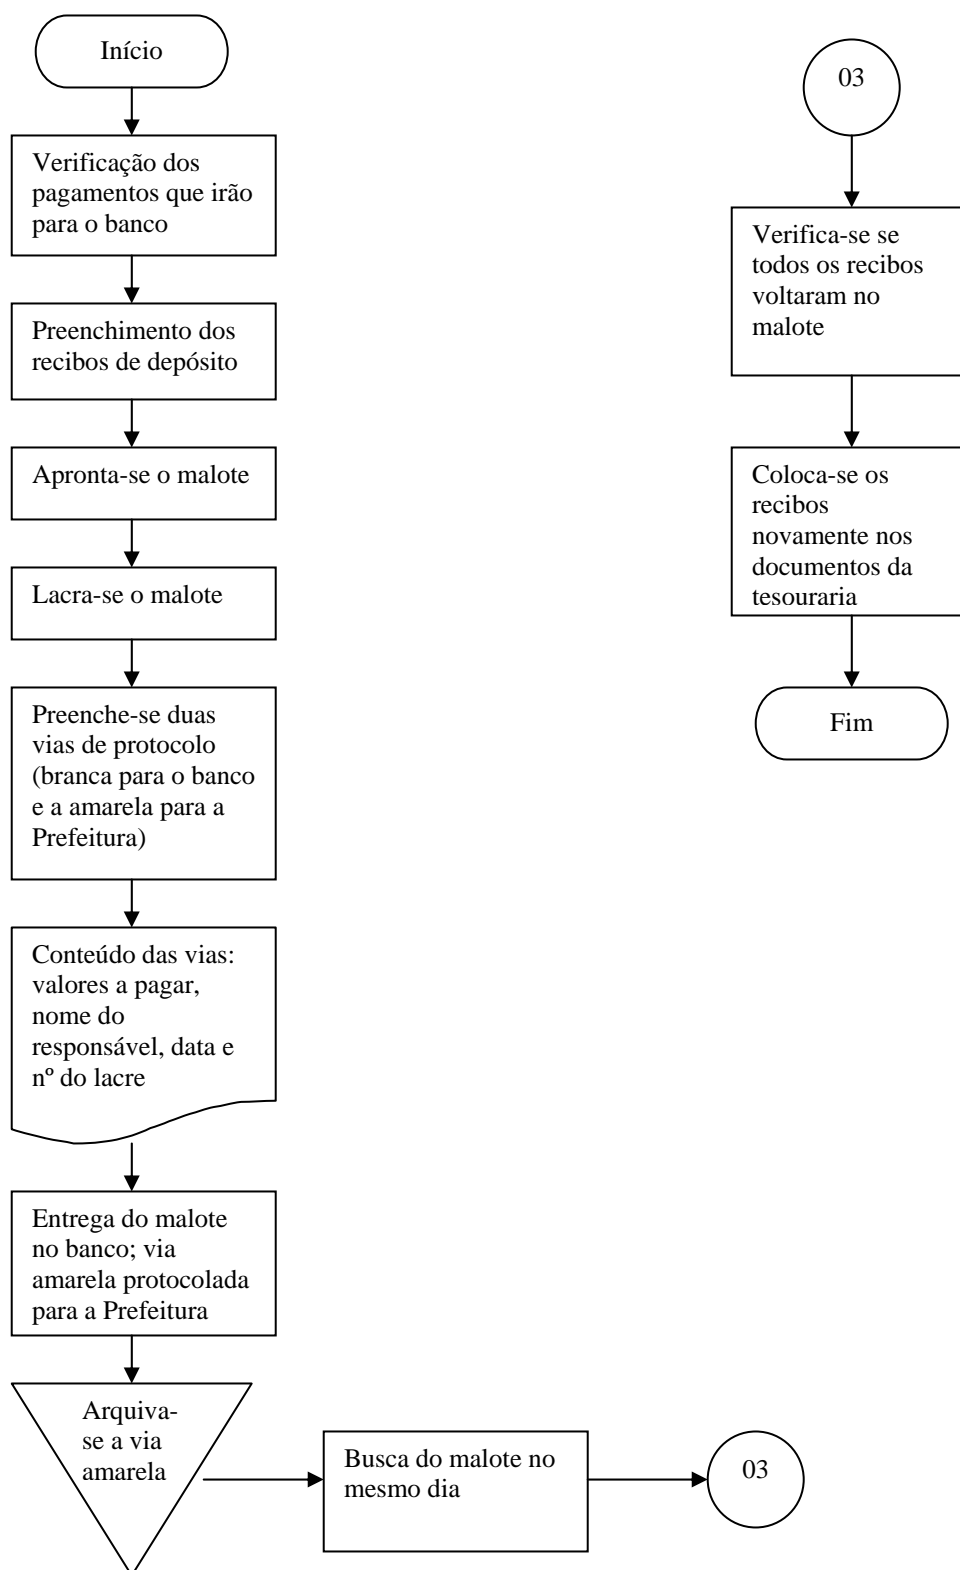 Início
Verificação dos
pagamentos que irão
para o banco
Preenchimento dos
recibos de depósito
Apronta-se o malote
Lacra-se o malote
Preenche-se duas
vias de protocolo
(branca para o banco
e a amarela para a
Prefeitura)
Conteúdo das vias:
valores a pagar,
nome do
responsável, data e
nº do lacre
Entrega do malote
no banco; via
amarela protocolada
para a Prefeitura
Arquiva-
se a via
amarela
Busca do malote no
mesmo dia
03
03
Verifica-se se
todos os recibos
voltaram no
malote
Coloca-se os
recibos
novamente nos
documentos da
tesouraria
Fim